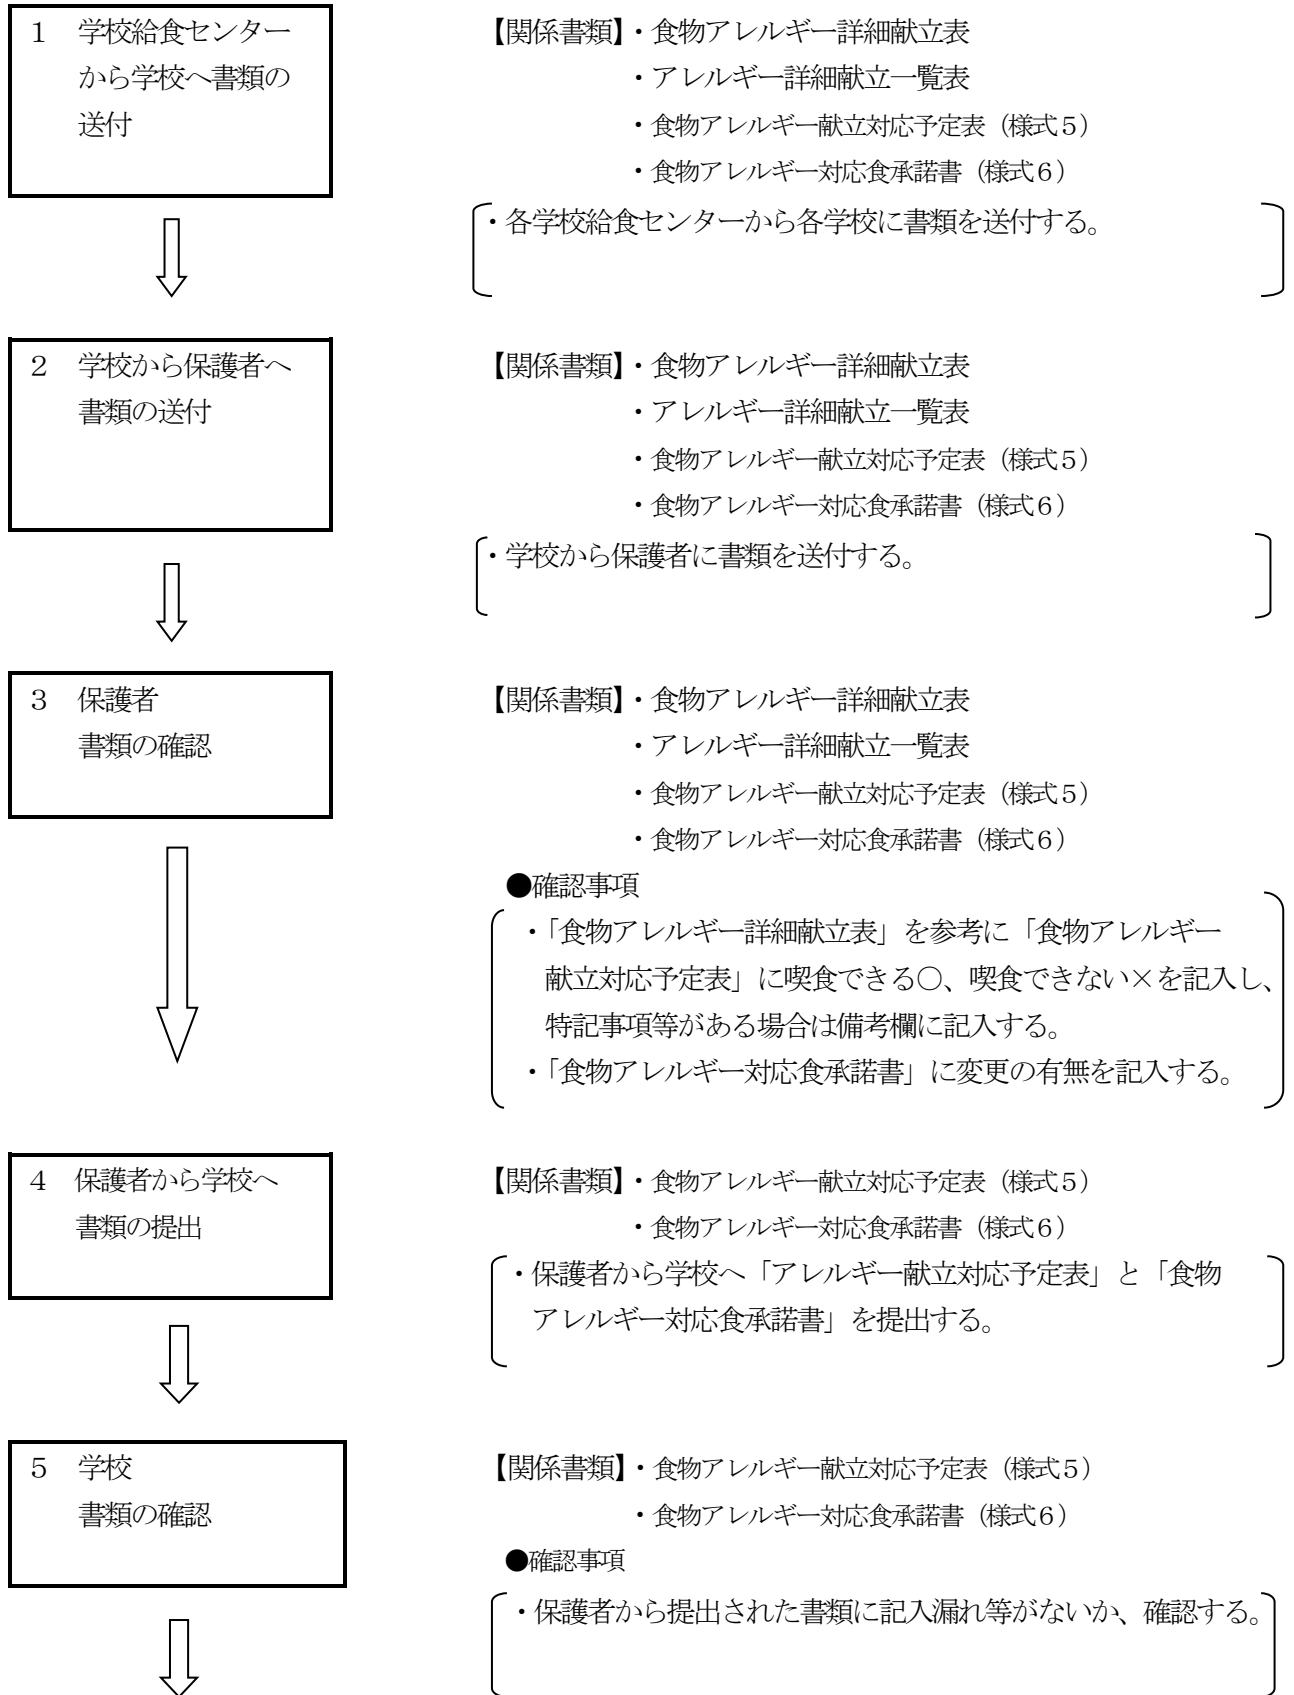 １　学校給食センター
から学校へ書類の
送付
【関係書類】・食物アレルギー詳細献立表
・アレルギー詳細献立一覧表
・食物アレルギー献立対応予定表（様式５）
・食物アレルギー対応食承諾書（様式６）
・各学校給食センターから各学校に書類を送付する。
２　学校から保護者へ
書類の送付
【関係書類】・食物アレルギー詳細献立表
・アレルギー詳細献立一覧表
・食物アレルギー献立対応予定表（様式５）
・食物アレルギー対応食承諾書（様式６）
・学校から保護者に書類を送付する。
３　保護者
書類の確認
【関係書類】・食物アレルギー詳細献立表
・アレルギー詳細献立一覧表
・食物アレルギー献立対応予定表（様式５）
・食物アレルギー対応食承諾書（様式６）
●確認事項
・「食物アレルギー詳細献立表」を参考に「食物アレルギー
献立対応予定表」に喫食できる○、喫食できない×を記入し、
特記事項等がある場合は備考欄に記入する。
・「食物アレルギー対応食承諾書」に変更の有無を記入する。
４　保護者から学校へ
書類の提出
【関係書類】・食物アレルギー献立対応予定表（様式５）
・食物アレルギー対応食承諾書（様式６）
・保護者から学校へ「アレルギー献立対応予定表」と「食物
アレルギー対応食承諾書」を提出する。
５　学校
書類の確認
【関係書類】・食物アレルギー献立対応予定表（様式５）
・食物アレルギー対応食承諾書（様式６）
●確認事項
・保護者から提出された書類に記入漏れ等がないか、確認する。